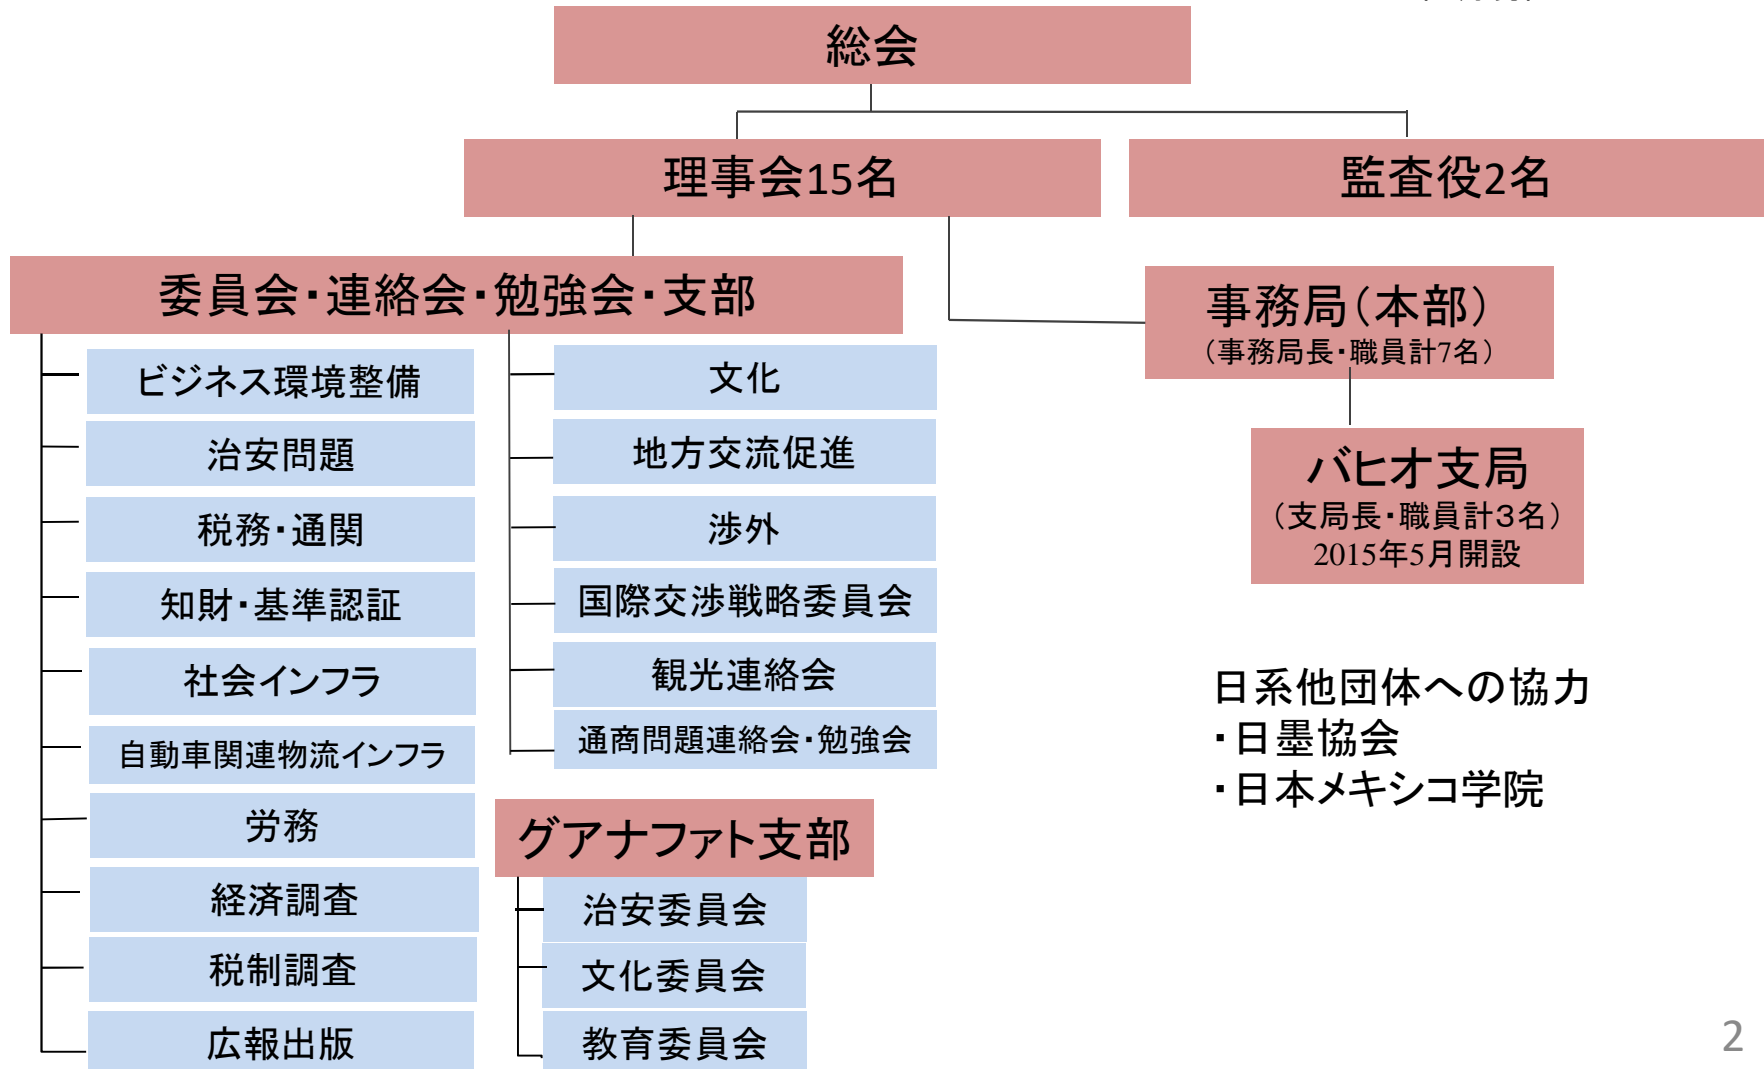 総会
理事会15名
監査役2名
委員会・連絡会・勉強会・支部
事務局(本部)
(事務局長・職員計7名)
バヒオ支局
(支局長・職員計3名)
2015年5月開設
ビジネス環境整備
治安問題
税務・通関
知財・基準認証
社会インフラ
自動車関連物流インフラ
労務
経済調査
税制調査
広報出版
文化
地方交流促進
渉外
国際交渉戦略委員会
観光連絡会
通商問題連絡会・勉強会
グアナファト支部
治安委員会
文化委員会
教育委員会
日系他団体への協力
・日墨協会
・日本メキシコ学院
2